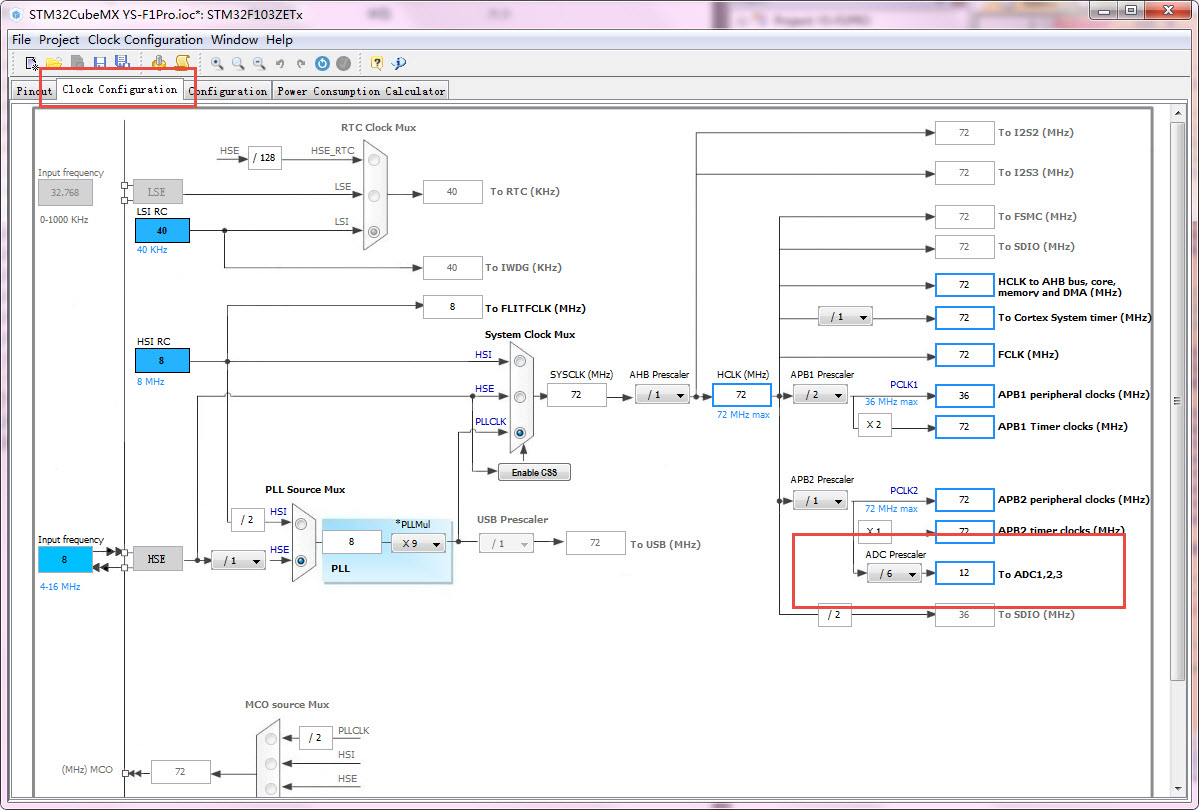 STM32CubeMX YS-F1Pro.ioc*: STM32F103ZETx
File Project Clock Configuration Window Help
Pinout Clock Configuration Configuration Power Consumption Calculator
RTC Clock Mux
HSE
/ 128
HSE_RTC
Input frequency
32.768
0-1000 KHz
LSE
LSE
40
To RTC (KHz)
LSI RC
40
40 KHz
LSI
40
To IWDG (KHz)
8
To FLITFCLK (MHz)
HSI RC
8
8 MHz
System Clock Mux
HSI
HSE
PLLCLK
Enable CSS
SYSCLK (MHz)
72
AHB Prescaler
/ 1
HCLK (MHz)
72
72 MHz max
72
To I2S2 (MHz)
72
To I2S3 (MHz)
72
To FSMC (MHz)
72
To SDIO (MHz)
72
HCLK to AHB bus, core,
memory and DMA (MHz)
/ 1
72
To Cortex System timer (MHz)
72
FCLK (MHz)
APB1 Prescaler
/ 2
PCLK1
36 MHz max
36
APB1 peripheral clocks (MHz)
X 2
72
APB1 Timer clocks (MHz)
APB2 Prescaler
/ 1
PCLK2
72 MHz max
72
APB2 peripheral clocks (MHz)
X 1
72
APB2 timer clocks (MHz)
ADC Prescaler
/ 6
12
To ADC1,2,3
/ 2
36
To SDIO (MHz)
PLL Source Mux
/ 2
HSI
Input frequency
8
4-16 MHz
HSE
/ 1
HSE
8
*PLLMul
X 9
PLL
USB Prescaler
/ 1
72
To USB (MHz)
MCO source Mux
/ 2
PLLCLK
HSI
HSE
(MHz) MCO
72